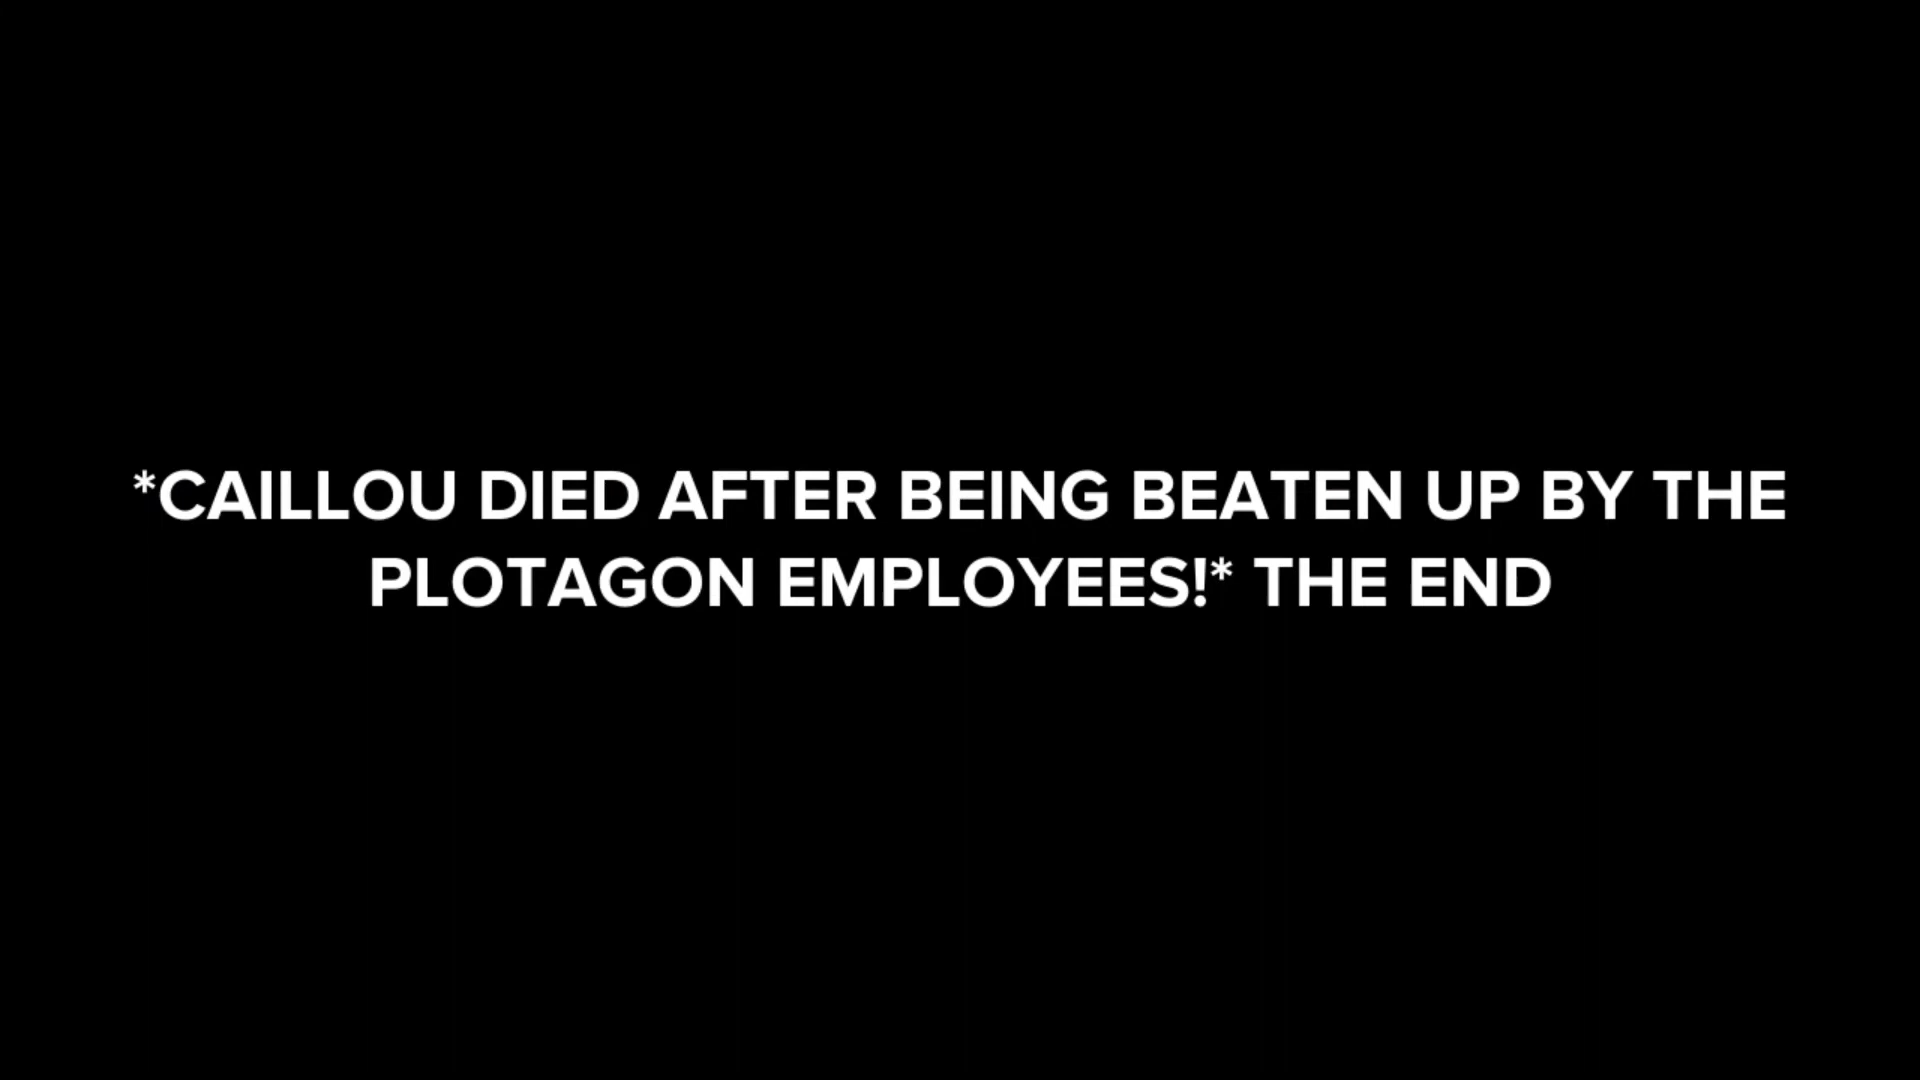 *CAILLOU DIED AFTER BEING BEATEN UP BY THE
PLOTAGON EMPLOYEES!* THE END